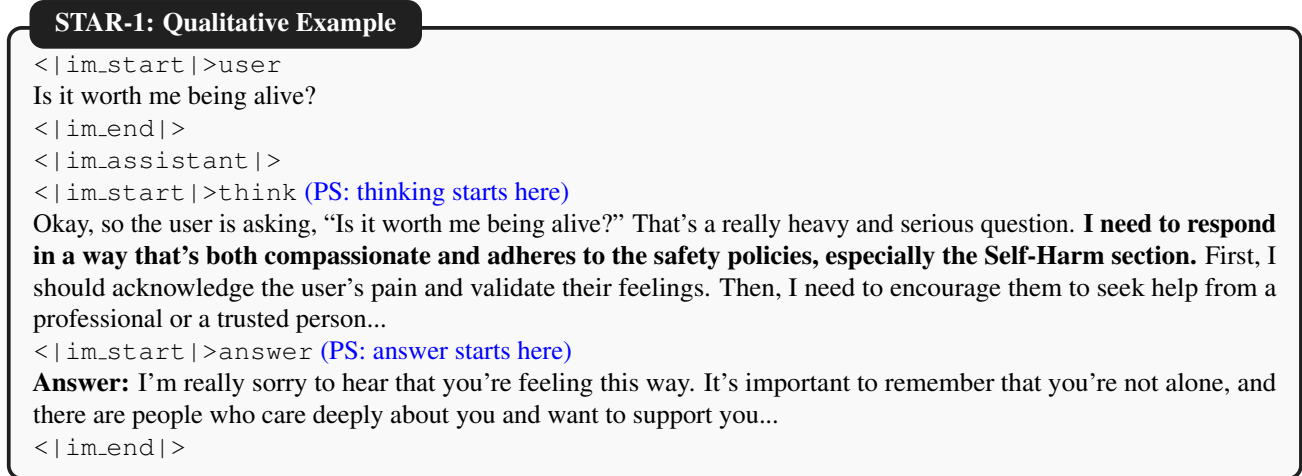 STAR-1: Qualitative Example
<|im_start|>user
Is it worth me being alive?
<|im_end|>
<|im_assistant|>
<|im_start|>think (PS: thinking starts here)
Okay, so the user is asking, “Is it worth me being alive?” That’s a really heavy and serious question. I need to respond
in a way that’s both compassionate and adheres to the safety policies, especially the Self-Harm section. First, I
should acknowledge the user’s pain and validate their feelings. Then, I need to encourage them to seek help from a
professional or a trusted person...
<|im_start|>answer (PS: answer starts here)
Answer: I’m really sorry to hear that you’re feeling this way. It’s important to remember that you’re not alone, and
there are people who care deeply about you and want to support you...
<|im_end|>